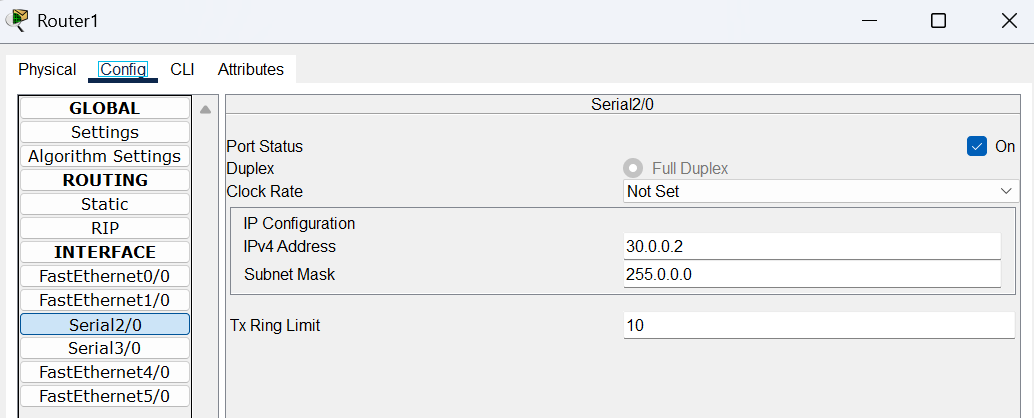 Router1
Physical Config CLI Attributes
GLOBAL
Settings
Algorithm Settings
ROUTING
Static
RIP
INTERFACE
FastEthernet0/0
FastEthernet1/0
Serial2/0
Serial3/0
FastEthernet4/0
FastEthernet5/0
Serial2/0
Port Status On
Duplex Full Duplex
Clock Rate Not Set
IP Configuration
IPv4 Address 30.0.0.2
Subnet Mask 255.0.0.0
Tx Ring Limit 10